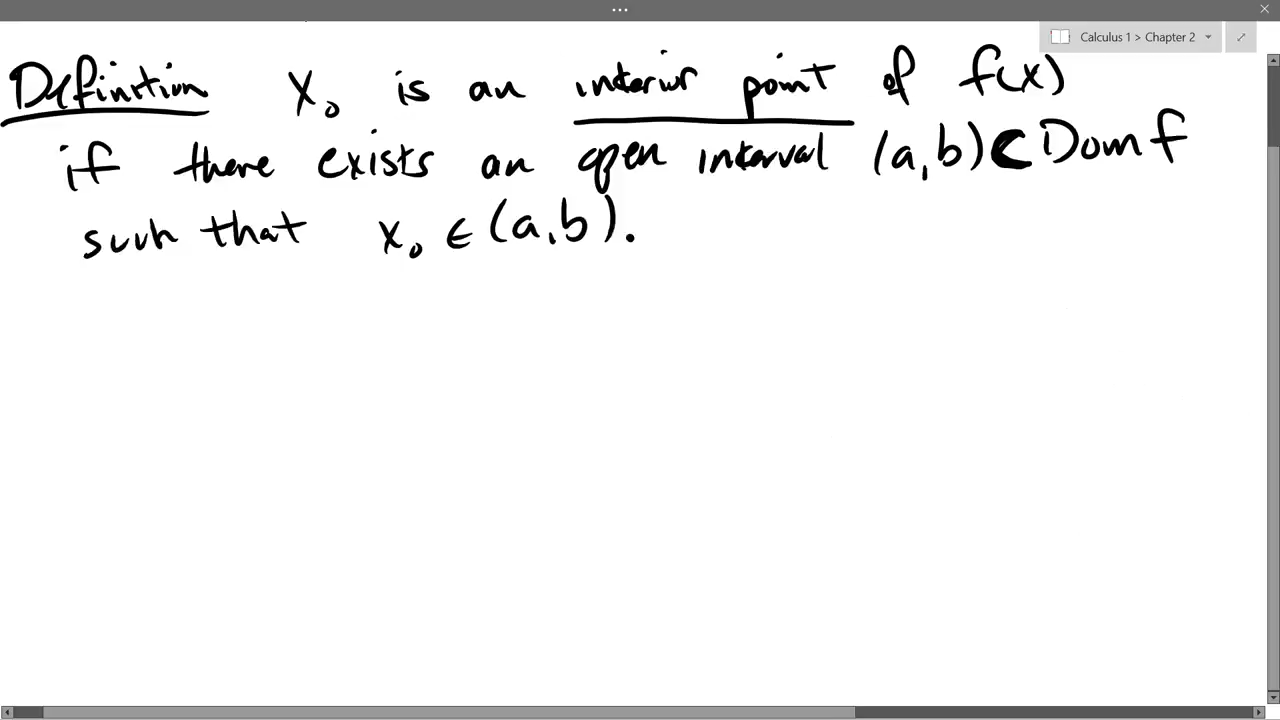 Calculus 1 > Chapter 2
Definition x₀ is an interior point of f(x)
if there exists an open interval (a,b)⊂Dom f
such that x₀ ∈ (a,b).